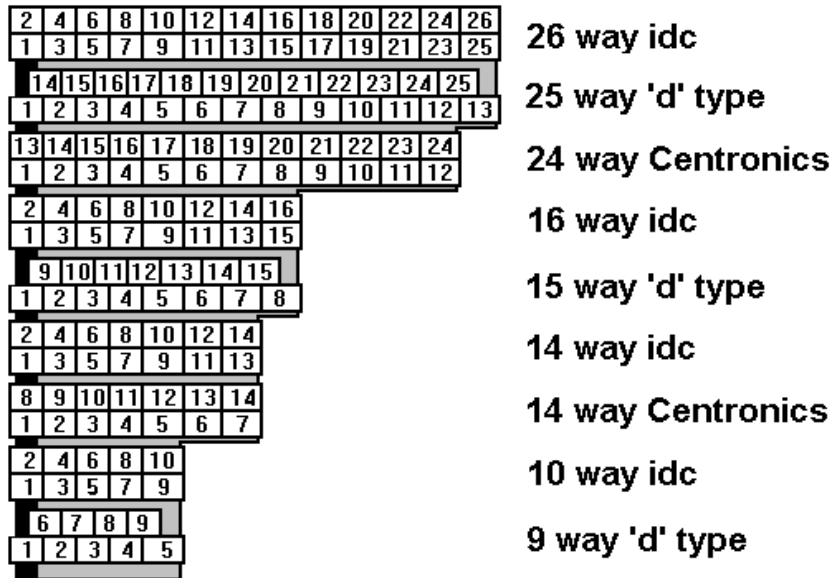 2 4 6 8 10 12 14 16 18 20 22 24 26
1 3 5 7 9 11 13 15 17 19 21 23 25
26 way idc
14 15 16 17 18 19 20 21 22 23 24 25
1 2 3 4 5 6 7 8 9 10 11 12 13
25 way 'd' type
13 14 15 16 17 18 19 20 21 22 23 24
1 2 3 4 5 6 7 8 9 10 11 12
24 way Centronics
2 4 6 8 10 12 14 16
1 3 5 7 9 11 13 15
16 way idc
9 10 11 12 13 14 15
1 2 3 4 5 6 7 8
15 way 'd' type
2 4 6 8 10 12 14
1 3 5 7 9 11 13
14 way idc
8 9 10 11 12 13 14
1 2 3 4 5 6 7
14 way Centronics
2 4 6 8 10
1 3 5 7 9
10 way idc
6 7 8 9
1 2 3 4 5
9 way 'd' type